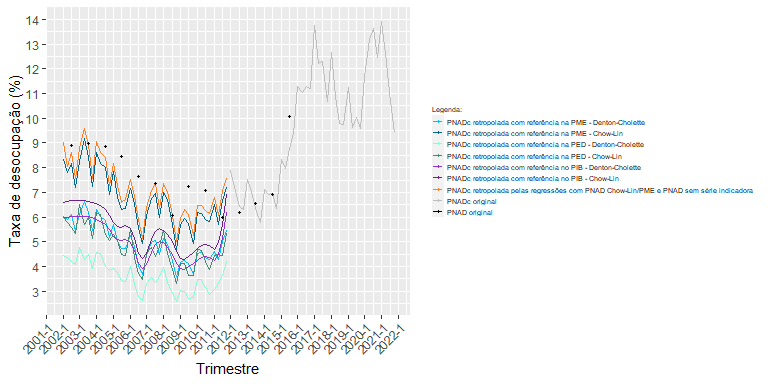 Taxa de desocupação (%)
14
13
12
11
10
9
8
7
6
5
4
3
2001-1
2002-1
2003-1
2004-1
2005-1
2006-1
2007-1
2008-1
2009-1
2010-1
2011-1
2012-1
2013-1
2014-1
2015-1
2016-1
2017-1
2018-1
2019-1
2020-1
2021-1
2022-1
Trimestre
Legenda:
PNADc retropolada com referência na PME - Denton-Cholette
PNADc retropolada com referência na PME - Chow-Lin
PNADc retropolada com referência na PED - Denton-Cholette
PNADc retropolada com referência na PED - Chow-Lin
PNADc retropolada com referência no PIB - Denton-Cholette
PNADc retropolada com referência no PIB - Chow-Lin
PNADc retropolada pelas regressões com PNAD Chow-Lin/PME e PNAD sem série indicadora
PNADc original
PNAD original